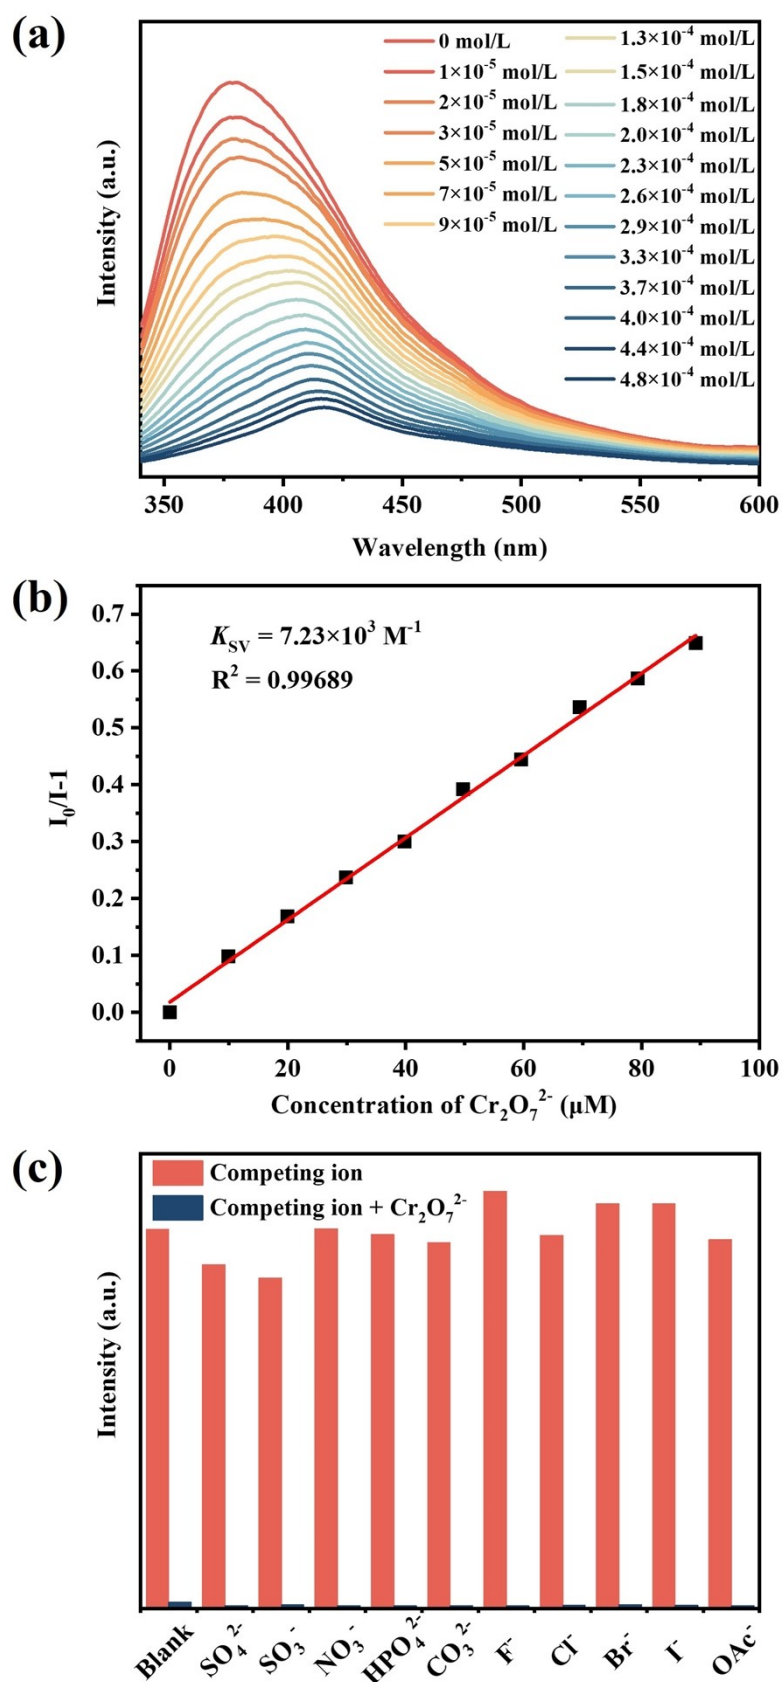 (a)
Intensity (a.u.)
0 mol/L
1×10⁻⁵ mol/L
2×10⁻⁵ mol/L
3×10⁻⁵ mol/L
5×10⁻⁵ mol/L
7×10⁻⁵ mol/L
9×10⁻⁵ mol/L
1.3×10⁻⁴ mol/L
1.5×10⁻⁴ mol/L
1.8×10⁻⁴ mol/L
2.0×10⁻⁴ mol/L
2.3×10⁻⁴ mol/L
2.6×10⁻⁴ mol/L
2.9×10⁻⁴ mol/L
3.3×10⁻⁴ mol/L
3.7×10⁻⁴ mol/L
4.0×10⁻⁴ mol/L
4.4×10⁻⁴ mol/L
4.8×10⁻⁴ mol/L
350 400 450 500 550 600
Wavelength (nm)
(b)
I₀/I-1
K_SV = 7.23×10³ M⁻¹
R² = 0.99689
0.7
0.6
0.5
0.4
0.3
0.2
0.1
0.0
0 20 40 60 80 100
Concentration of Cr₂O₇²⁻ (μM)
(c)
Intensity (a.u.)
Competing ion
Competing ion + Cr₂O₇²⁻
Blank SO₄²⁻ SO₃⁻ NO₃⁻ HPO₄²⁻ CO₃²⁻ F⁻ Cl⁻ Br⁻ I⁻ OAc⁻